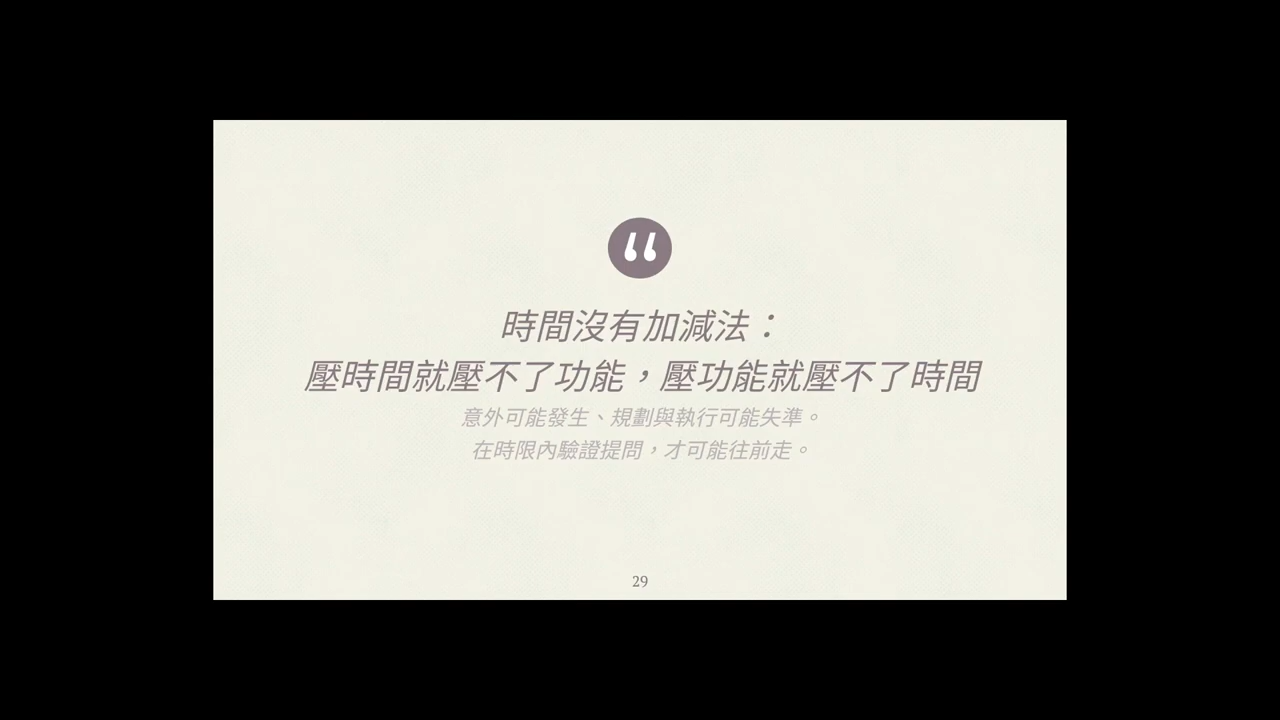 “
時間沒有加減法：
壓時間就壓不了功能，壓功能就壓不了時間
意外可能發生、規劃與執行可能失準。
在時限內驗證提問，才可能往前走。
29